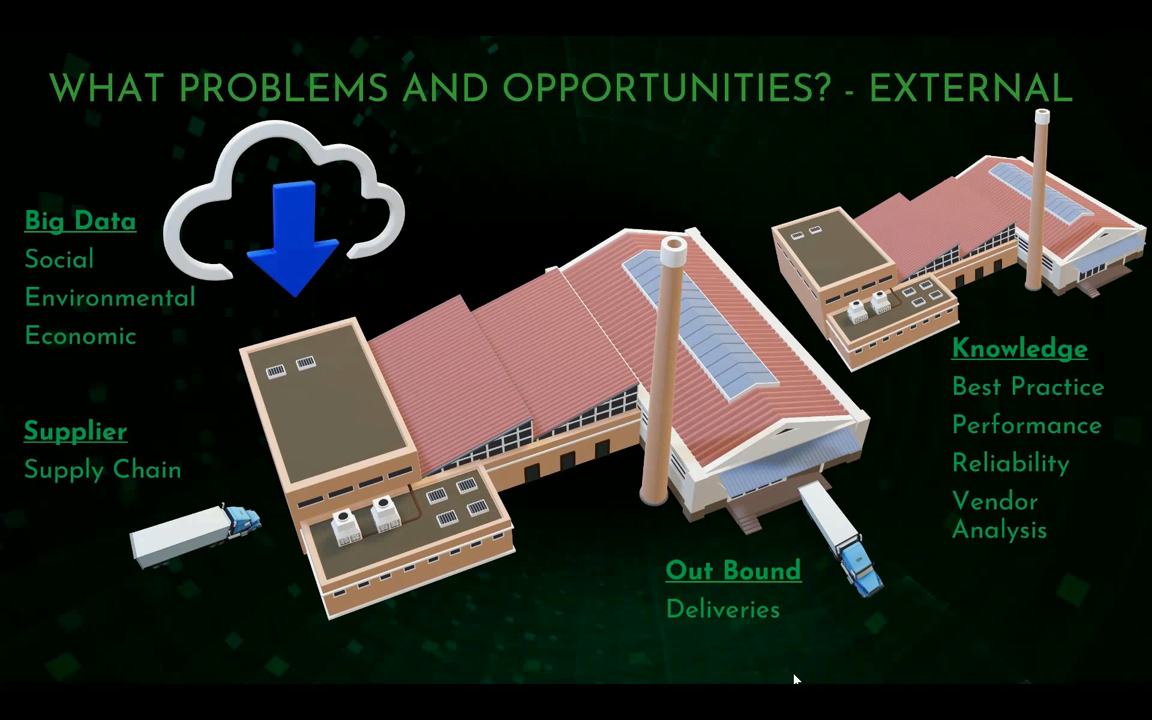 WHAT PROBLEMS AND OPPORTUNITIES? - EXTERNAL
Big Data
Social
Environmental
Economic
Supplier
Supply Chain
Out Bound
Deliveries
Knowledge
Best Practice
Performance
Reliability
Vendor
Analysis